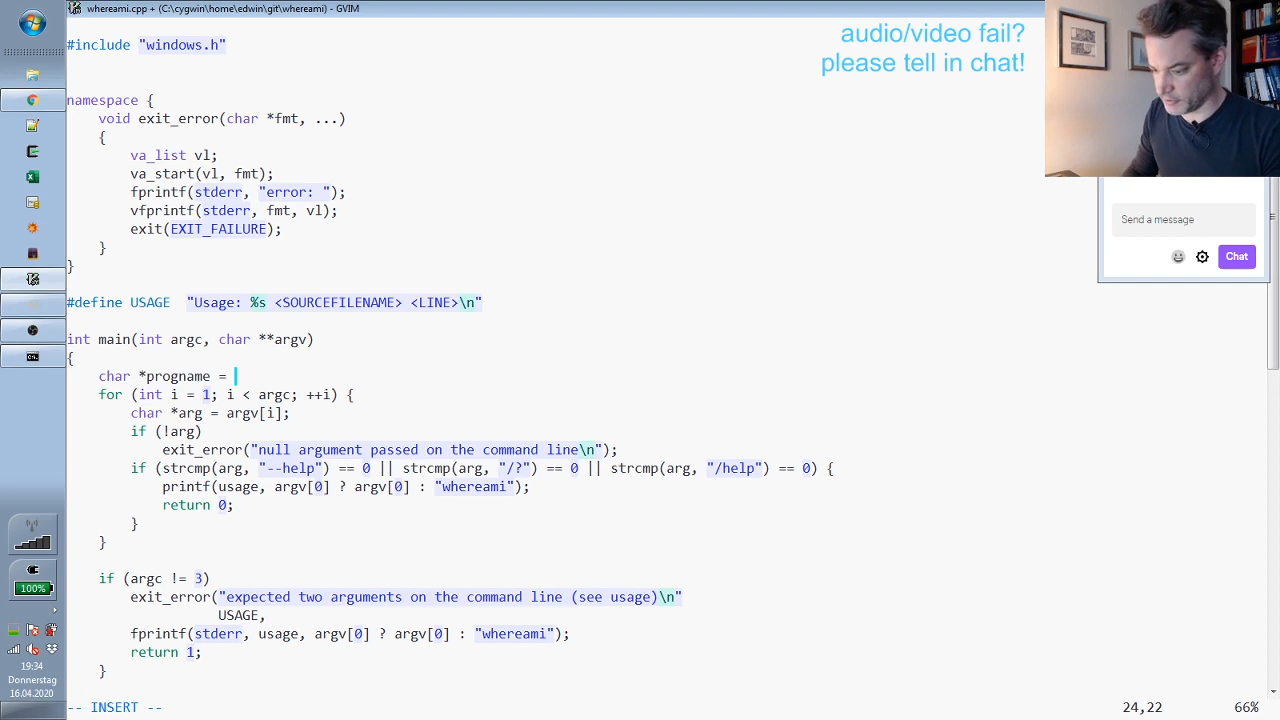 whereami.cpp + (C:\cygwin\home\edwin\git\whereami) - GVIM
audio/video fail?
please tell in chat!
#include "windows.h"
namespace {
    void exit_error(char *fmt, ...)
    {
        va_list vl;
        va_start(vl, fmt);
        fprintf(stderr, "error: ");
        vfprintf(stderr, fmt, vl);
        exit(EXIT_FAILURE);
    }
}
#define USAGE  "Usage: %s <SOURCEFILENAME> <LINE>\n"
int main(int argc, char **argv)
{
    char *progname =
    for (int i = 1; i < argc; ++i) {
        char *arg = argv[i];
        if (!arg)
            exit_error("null argument passed on the command line\n");
        if (strcmp(arg, "--help") == 0 || strcmp(arg, "/?") == 0 || strcmp(arg, "/help") == 0) {
            printf(usage, argv[0] ? argv[0] : "whereami");
            return 0;
        }
    }
    if (argc != 3)
        exit_error("expected two arguments on the command line (see usage)\n"
                   USAGE,
        fprintf(stderr, usage, argv[0] ? argv[0] : "whereami");
        return 1;
    }
-- INSERT --
24,22
66%
Send a message
Chat
100%
19:34
Donnerstag
16.04.2020